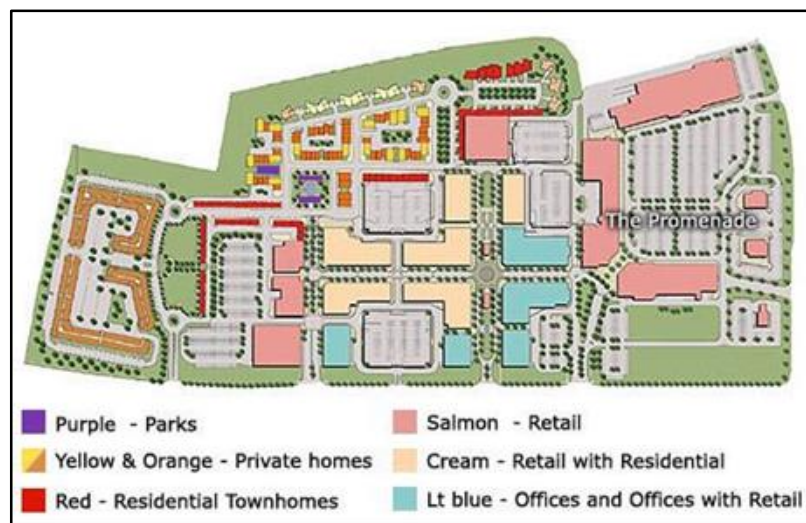 The Promenade
Purple - Parks
Yellow & Orange - Private homes
Red - Residential Townhomes
Salmon - Retail
Cream - Retail with Residential
Lt blue - Offices and Offices with Retail